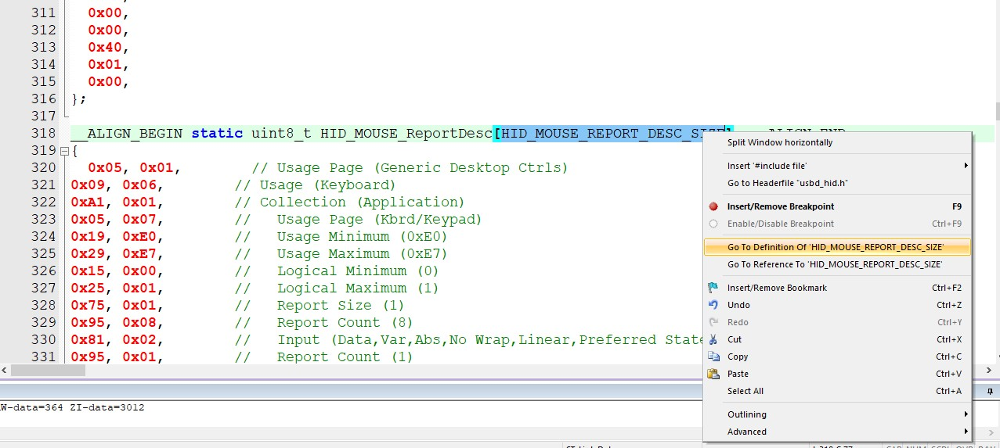 311 0x00,
312 0x00,
313 0x40,
314 0x01,
315 0x00,
316 };
317
318 __ALIGN_BEGIN static uint8_t HID_MOUSE_ReportDesc[HID_MOUSE_REPORT_DESC_SIZE] __ALIGN_END
319 {
320 0x05, 0x01, // Usage Page (Generic Desktop Ctrls)
321 0x09, 0x06, // Usage (Keyboard)
322 0xA1, 0x01, // Collection (Application)
323 0x05, 0x07, // Usage Page (Kbrd/Keypad)
324 0x19, 0xE0, // Usage Minimum (0xE0)
325 0x29, 0xE7, // Usage Maximum (0xE7)
326 0x15, 0x00, // Logical Minimum (0)
327 0x25, 0x01, // Logical Maximum (1)
328 0x75, 0x01, // Report Size (1)
329 0x95, 0x08, // Report Count (8)
330 0x81, 0x02, // Input (Data,Var,Abs,No Wrap,Linear,Preferred State
331 0x95, 0x01, // Report Count (1)
Split Window horizontally
Insert '#include file'
Go to Headerfile "usbd_hid.h"
Insert/Remove Breakpoint F9
Enable/Disable Breakpoint Ctrl+F9
Go To Definition Of 'HID_MOUSE_REPORT_DESC_SIZE'
Go To Reference To 'HID_MOUSE_REPORT_DESC_SIZE'
Insert/Remove Bookmark Ctrl+F2
Undo Ctrl+Z
Redo Ctrl+Y
Cut Ctrl+X
Copy Ctrl+C
Paste Ctrl+V
Select All Ctrl+A
Outlining
Advanced
W-data=364 ZI-data=3012